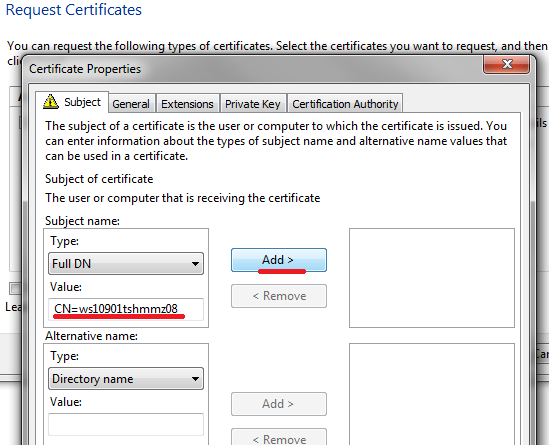 Request Certificates
You can request the following types of certificates. Select the certificates you want to request, and then
clic
Certificate Properties
A
Subject
General
Extensions
Private Key
Certification Authority
ils
The subject of a certificate is the user or computer to which the certificate is issued. You
can enter information about the types of subject name and alternative name values that
can be used in a certificate.
Subject of certificate
The user or computer that is receiving the certificate
Subject name:
Type:
Full DN
Add >
Value:
< Remove
CN=ws10901tshmmz08
Lea
Alternative name:
Type:
Can
Directory name
Value:
Add >
< Remove